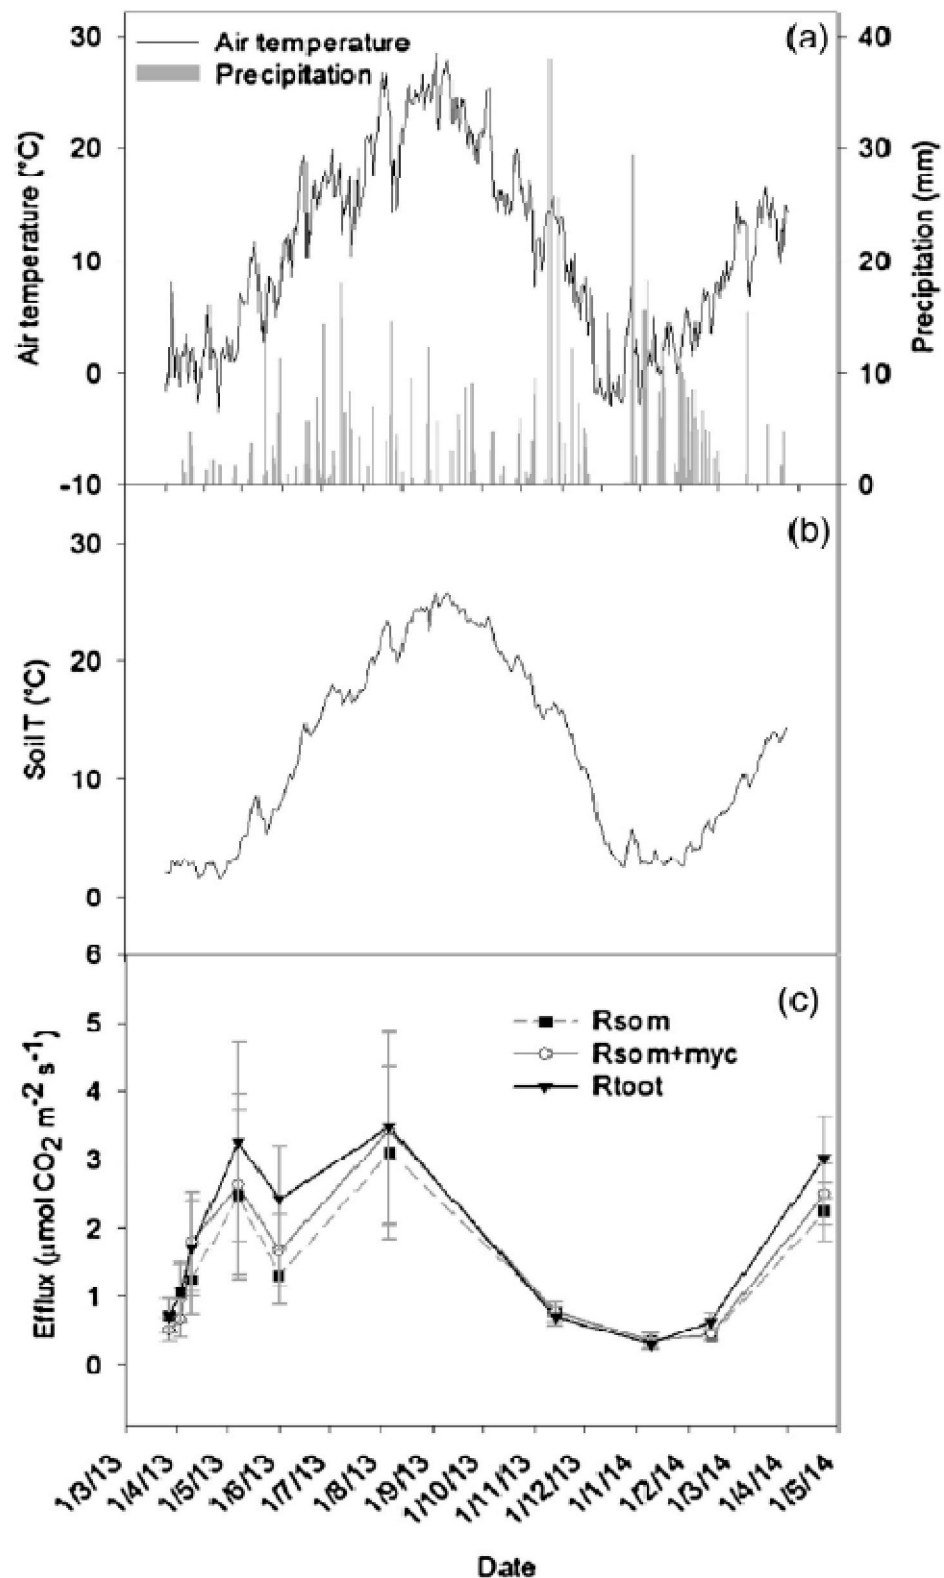 (a)
Air temperature
Precipitation
30
20
10
0
-10
Air temperature (°C)
40
30
20
10
0
Precipitation (mm)
(b)
30
20
10
0
Soil T (°C)
(c)
Rsom
Rsom+myc
Rtoot
6
5
4
3
2
1
0
Efflux (µmol CO2 m-2 s-1)
1/3/13
1/4/13
1/5/13
1/6/13
1/7/13
1/8/13
1/9/13
1/10/13
1/11/13
1/12/13
1/1/14
1/2/14
1/3/14
1/4/14
1/5/14
Date